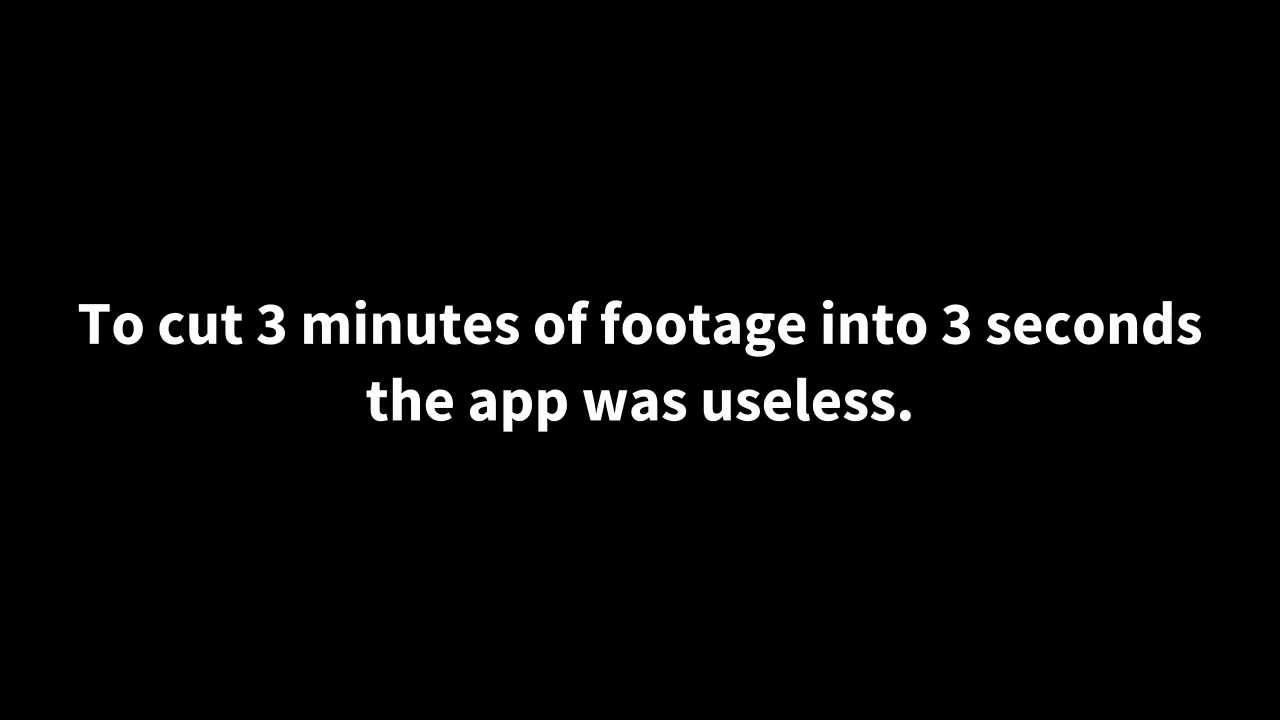 To cut 3 minutes of footage into 3 seconds
the app was useless.